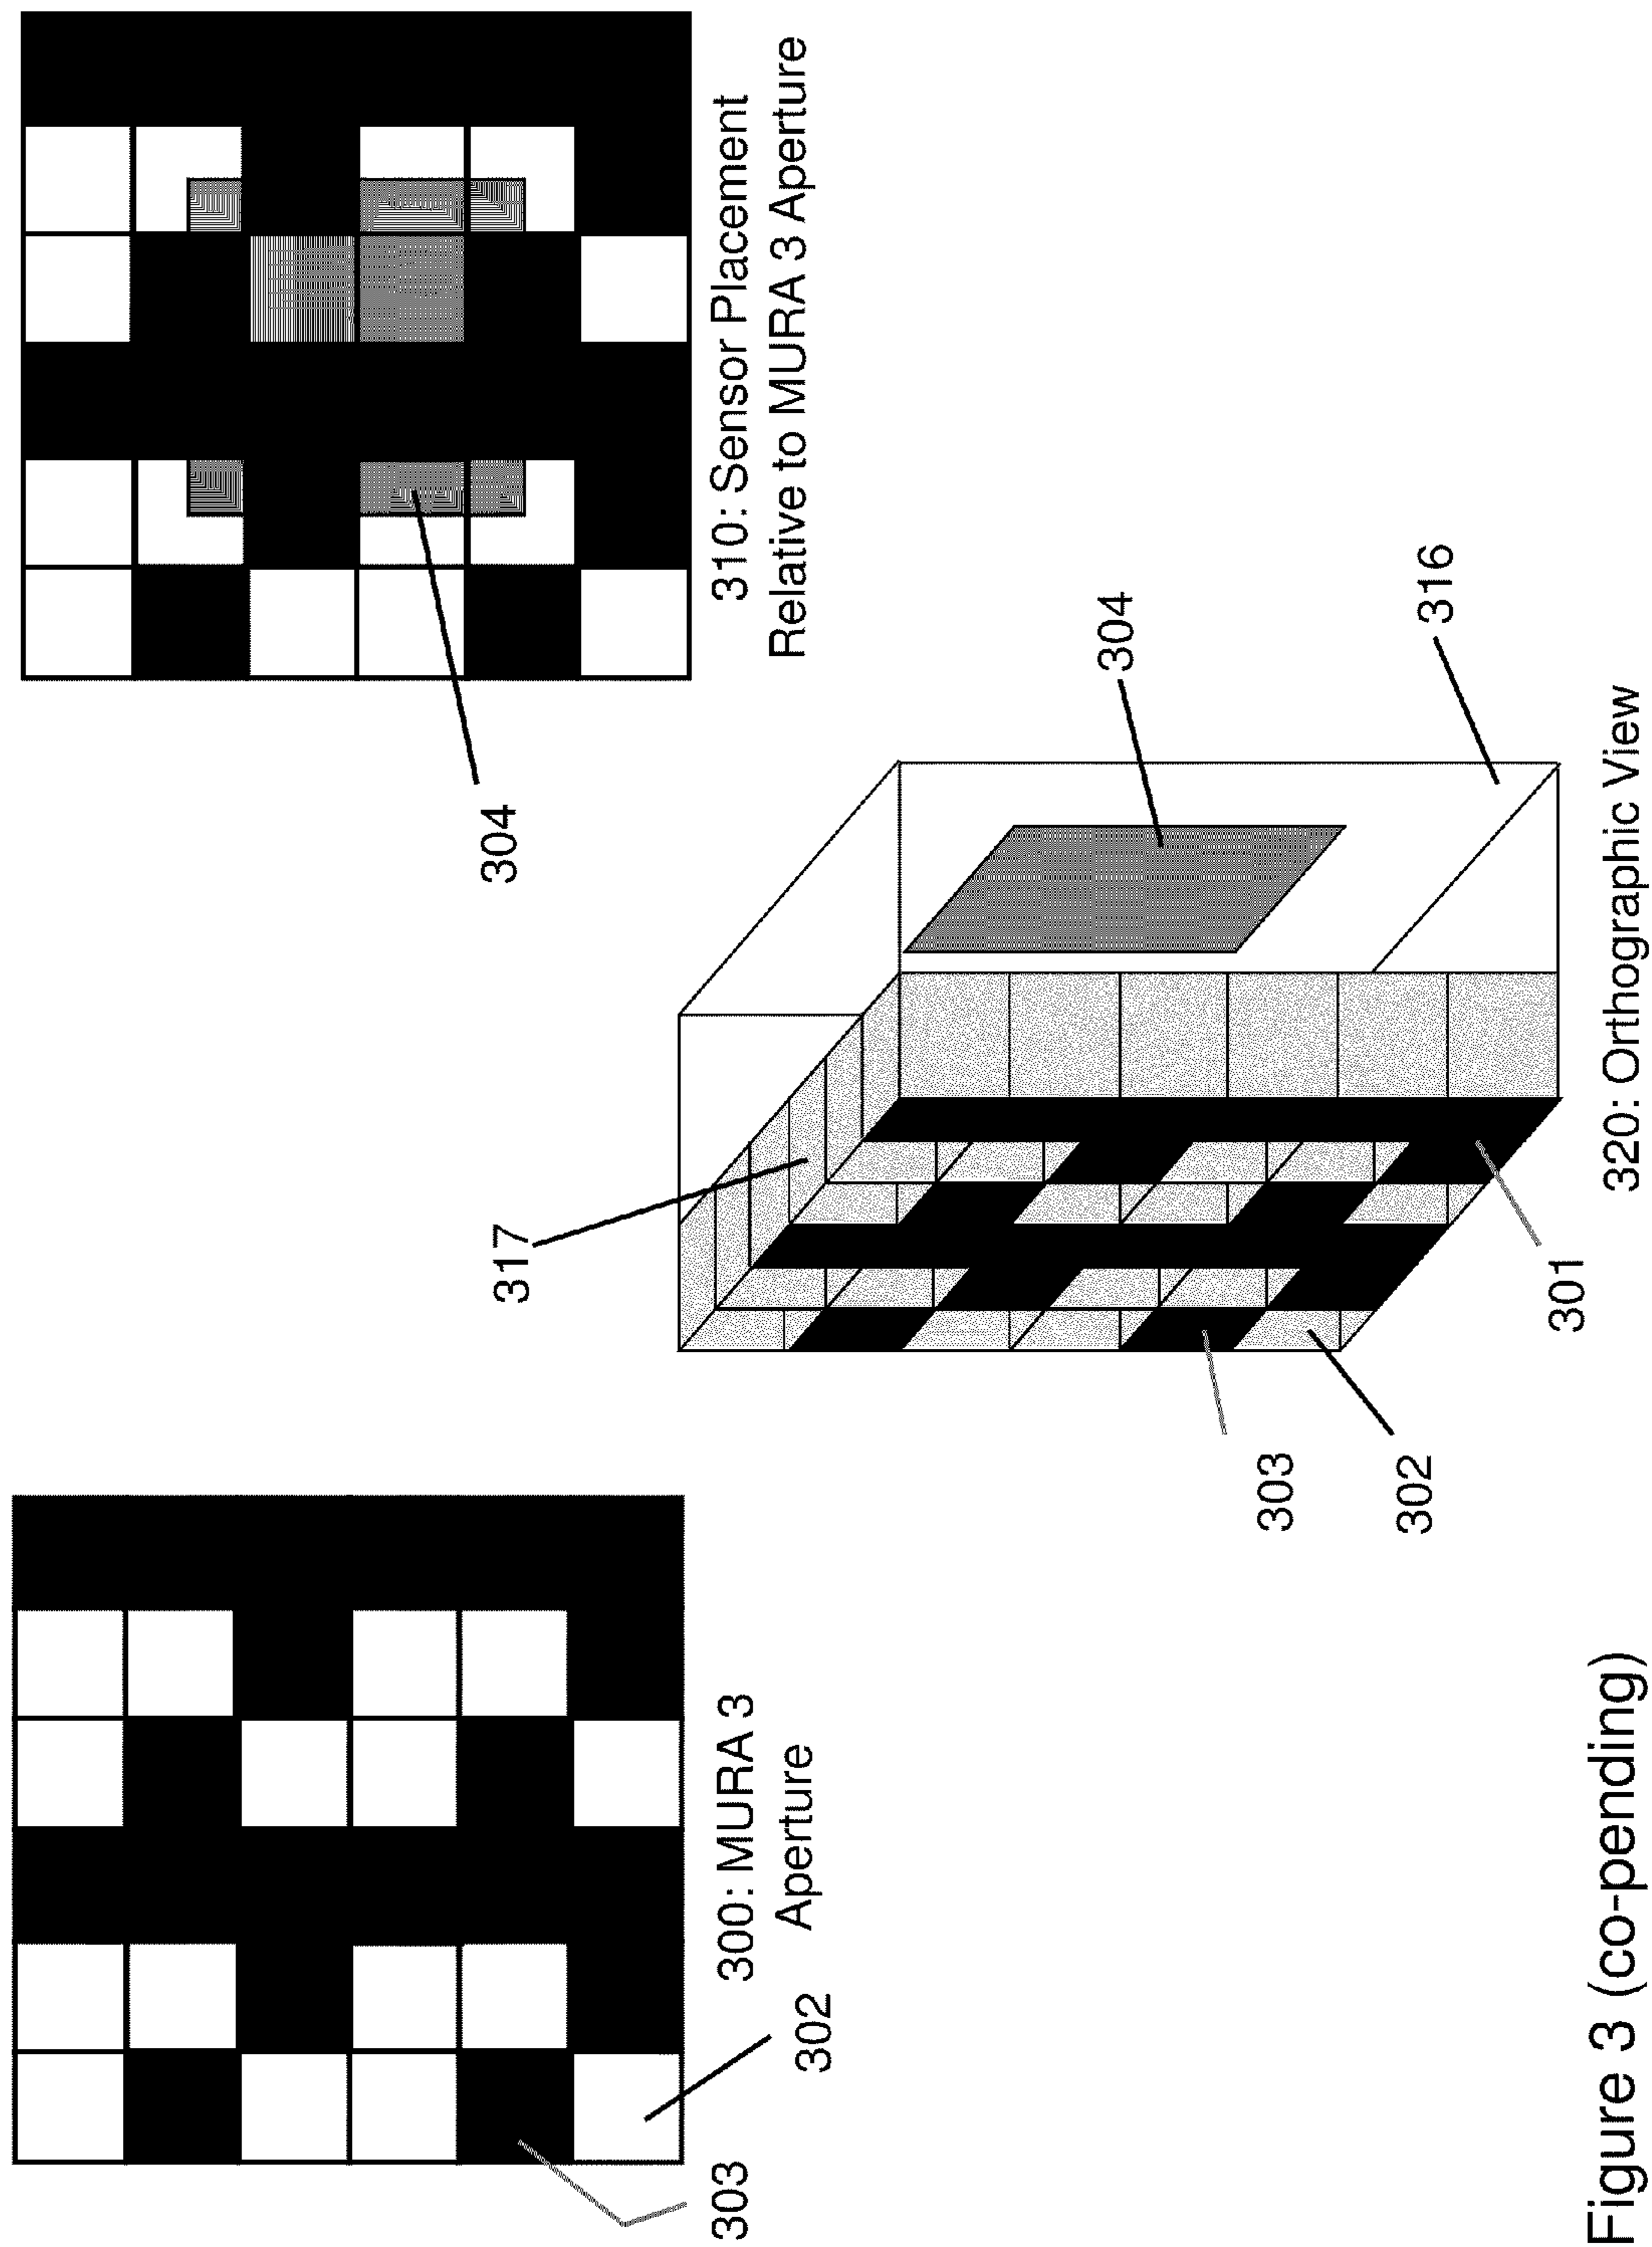 303
302
300: MURA 3
Aperture
304
310: Sensor Placement
Relative to MURA 3 Aperture
317
304
316
303
302
301
320: Orthographic View
Figure 3 (co-pending)